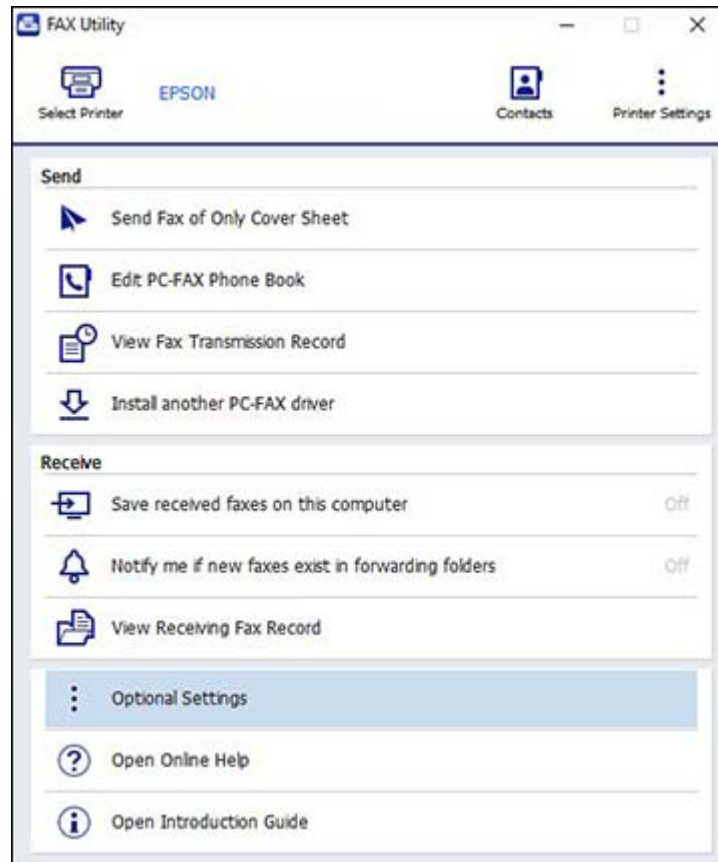 FAX Utility
EPSON
Select Printer
Contacts
Printer Settings
Send
Send Fax of Only Cover Sheet
Edit PC-FAX Phone Book
View Fax Transmission Record
Install another PC-FAX driver
Receive
Save received faxes on this computer Off
Notify me if new faxes exist in forwarding folders Off
View Receiving Fax Record
Optional Settings
Open Online Help
Open Introduction Guide